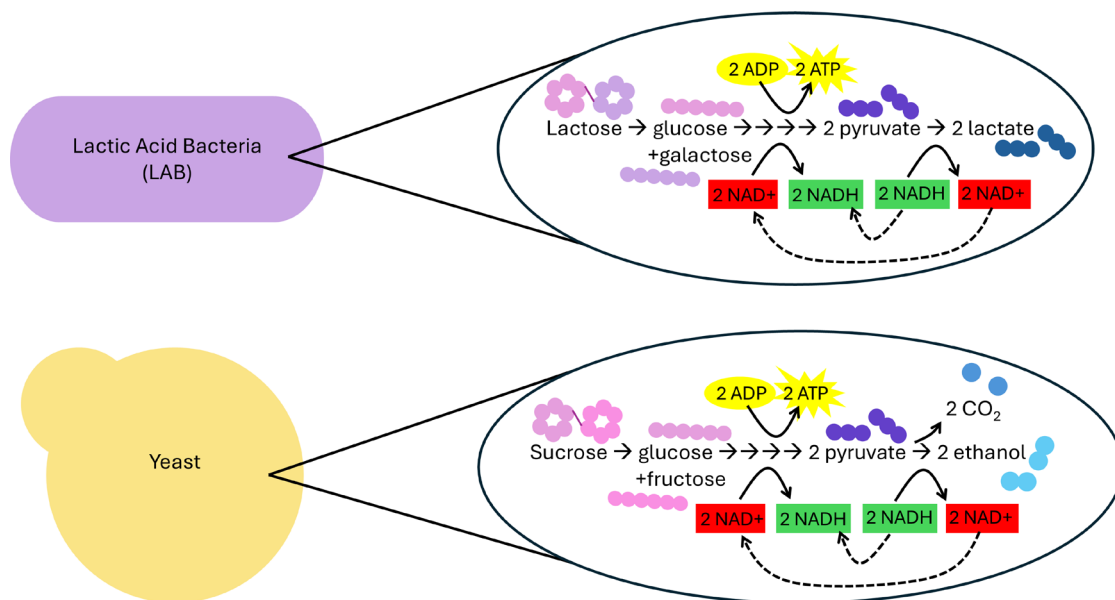 2 ADP 2 ATP
Lactic Acid Bacteria
(LAB)
Lactose → glucose → → → → 2 pyruvate → 2 lactate
+galactose
2 NAD+ 2 NADH 2 NADH 2 NAD+
2 ADP 2 ATP
2 CO₂
Yeast
Sucrose → glucose → → → → 2 pyruvate → 2 ethanol
+fructose
2 NAD+ 2 NADH 2 NADH 2 NAD+